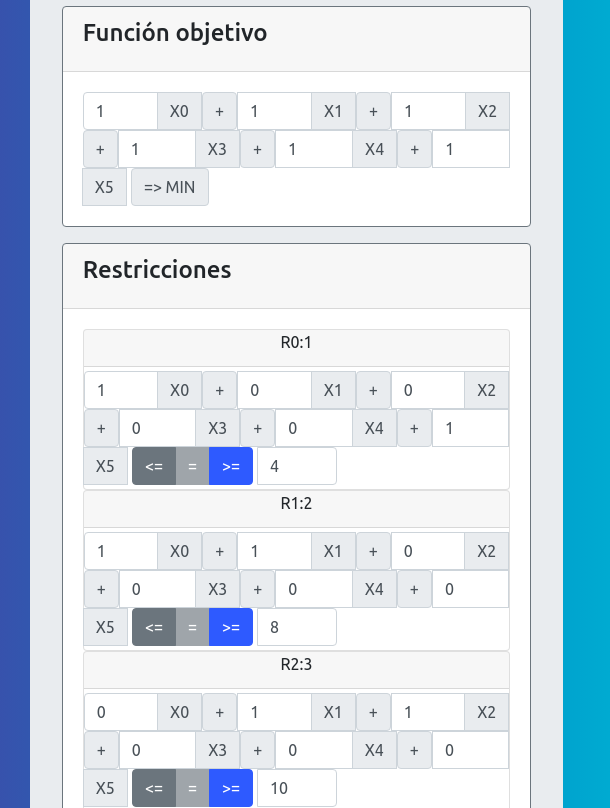 Función objetivo
1 X0 + 1 X1 + 1 X2
+ 1 X3 + 1 X4 + 1
X5 => MIN
Restricciones
R0:1
1 X0 + 0 X1 + 0 X2
+ 0 X3 + 0 X4 + 1
X5 <= = >= 4
R1:2
1 X0 + 1 X1 + 0 X2
+ 0 X3 + 0 X4 + 0
X5 <= = >= 8
R2:3
0 X0 + 1 X1 + 1 X2
+ 0 X3 + 0 X4 + 0
X5 <= = >= 10